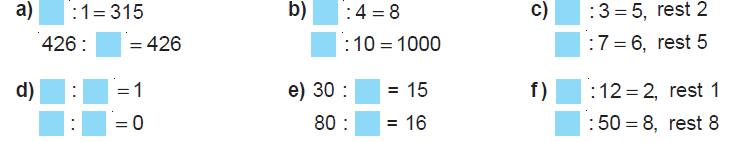 a) :1=315 b) :4=8 c) :3=5, rest 2
426: =426 :10=1000 :7=6, rest 5
d) : =1 e) 30 : = 15 f) :12=2, rest 1
: =0 80 : = 16 :50=8, rest 8